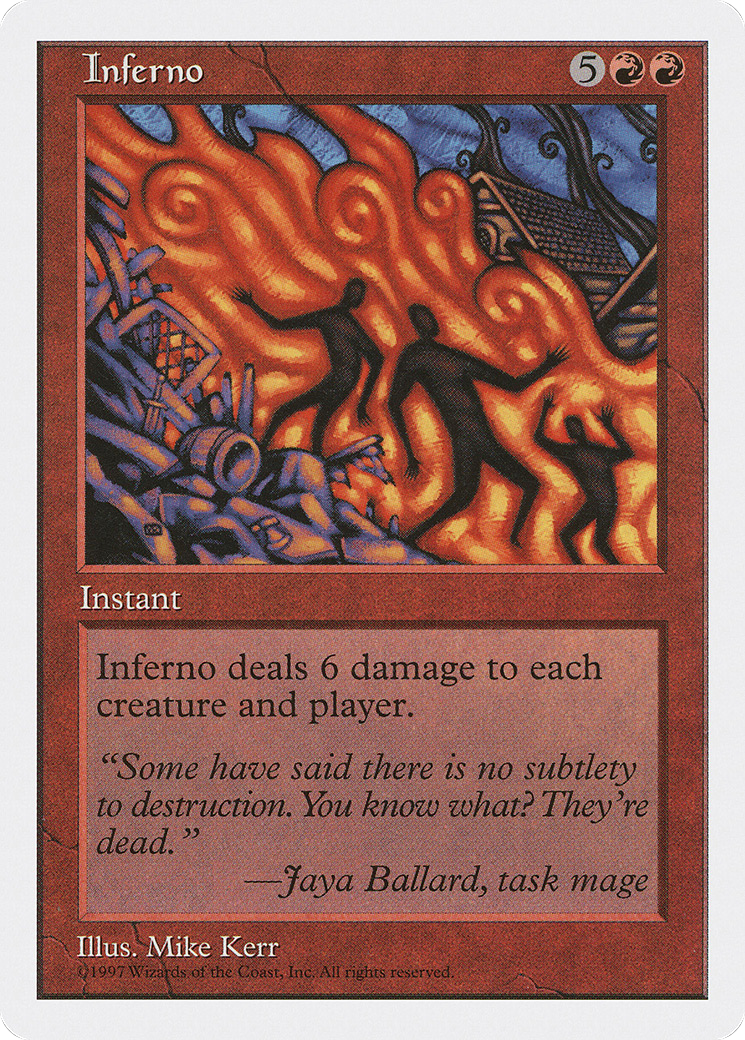 Inferno 5
Instant
Inferno deals 6 damage to each
creature and player.
“Some have said there is no subtlety
to destruction. You know what? They’re
dead.”
—Jaya Ballard, task mage
Illus. Mike Kerr
©1997 Wizards of the Coast, Inc. All rights reserved.